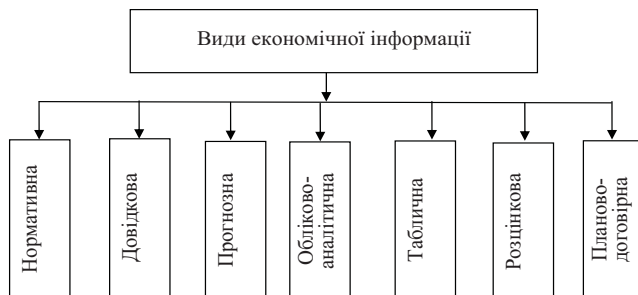 Види економічної інформації
Нормативна
Довідкова
Прогнозна
Обліково-
аналітична
Таблична
Розцінкова
Планово-
договірна